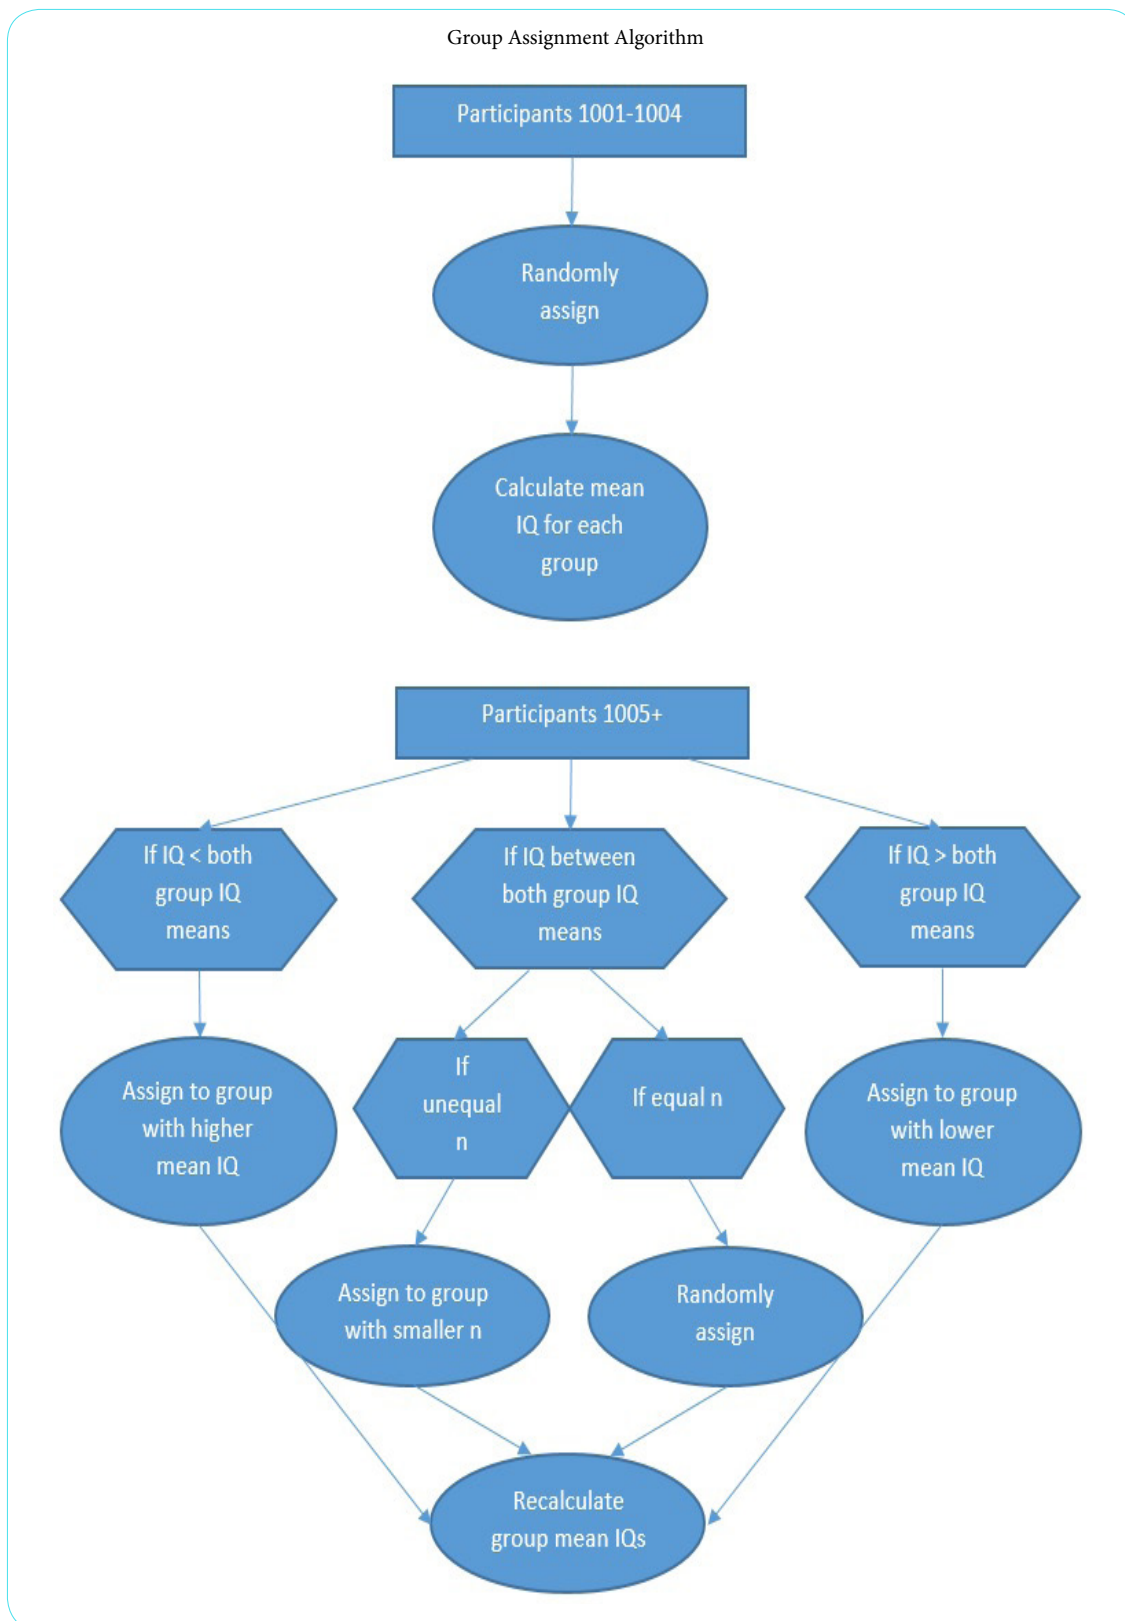 Group Assignment Algorithm
Participants 1001-1004
Randomly
assign
Calculate mean
IQ for each
group
Participants 1005+
If IQ < both
group IQ
means
If IQ between
both group IQ
means
If IQ > both
group IQ
means
Assign to group
with higher
mean IQ
If
unequal
n
If equal n
Assign to group
with lower
mean IQ
Assign to group
with smaller n
Randomly
assign
Recalculate
group mean IQs